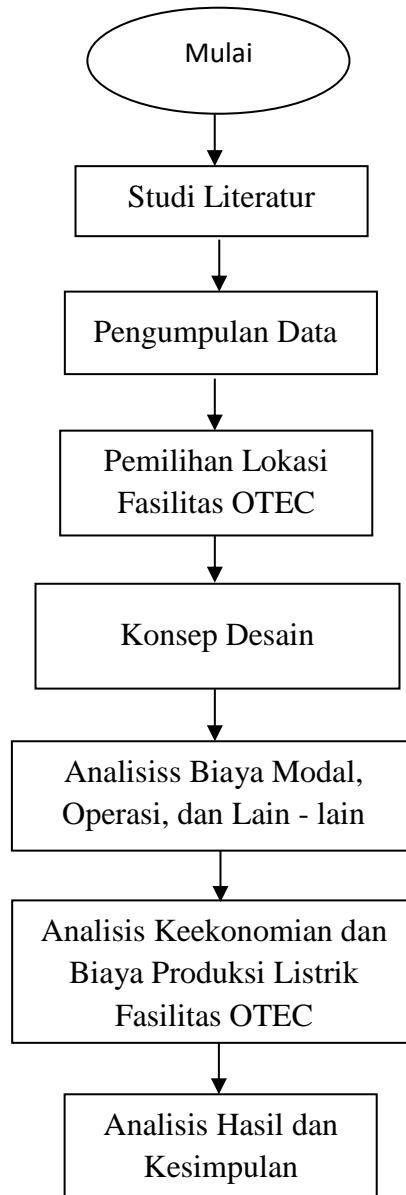 Mulai
Studi Literatur
Pengumpulan Data
Pemilihan Lokasi
Fasilitas OTEC
Konsep Desain
Analisiss Biaya Modal,
Operasi, dan Lain - lain
Analisis Keekonomian dan
Biaya Produksi Listrik
Fasilitas OTEC
Analisis Hasil dan
Kesimpulan